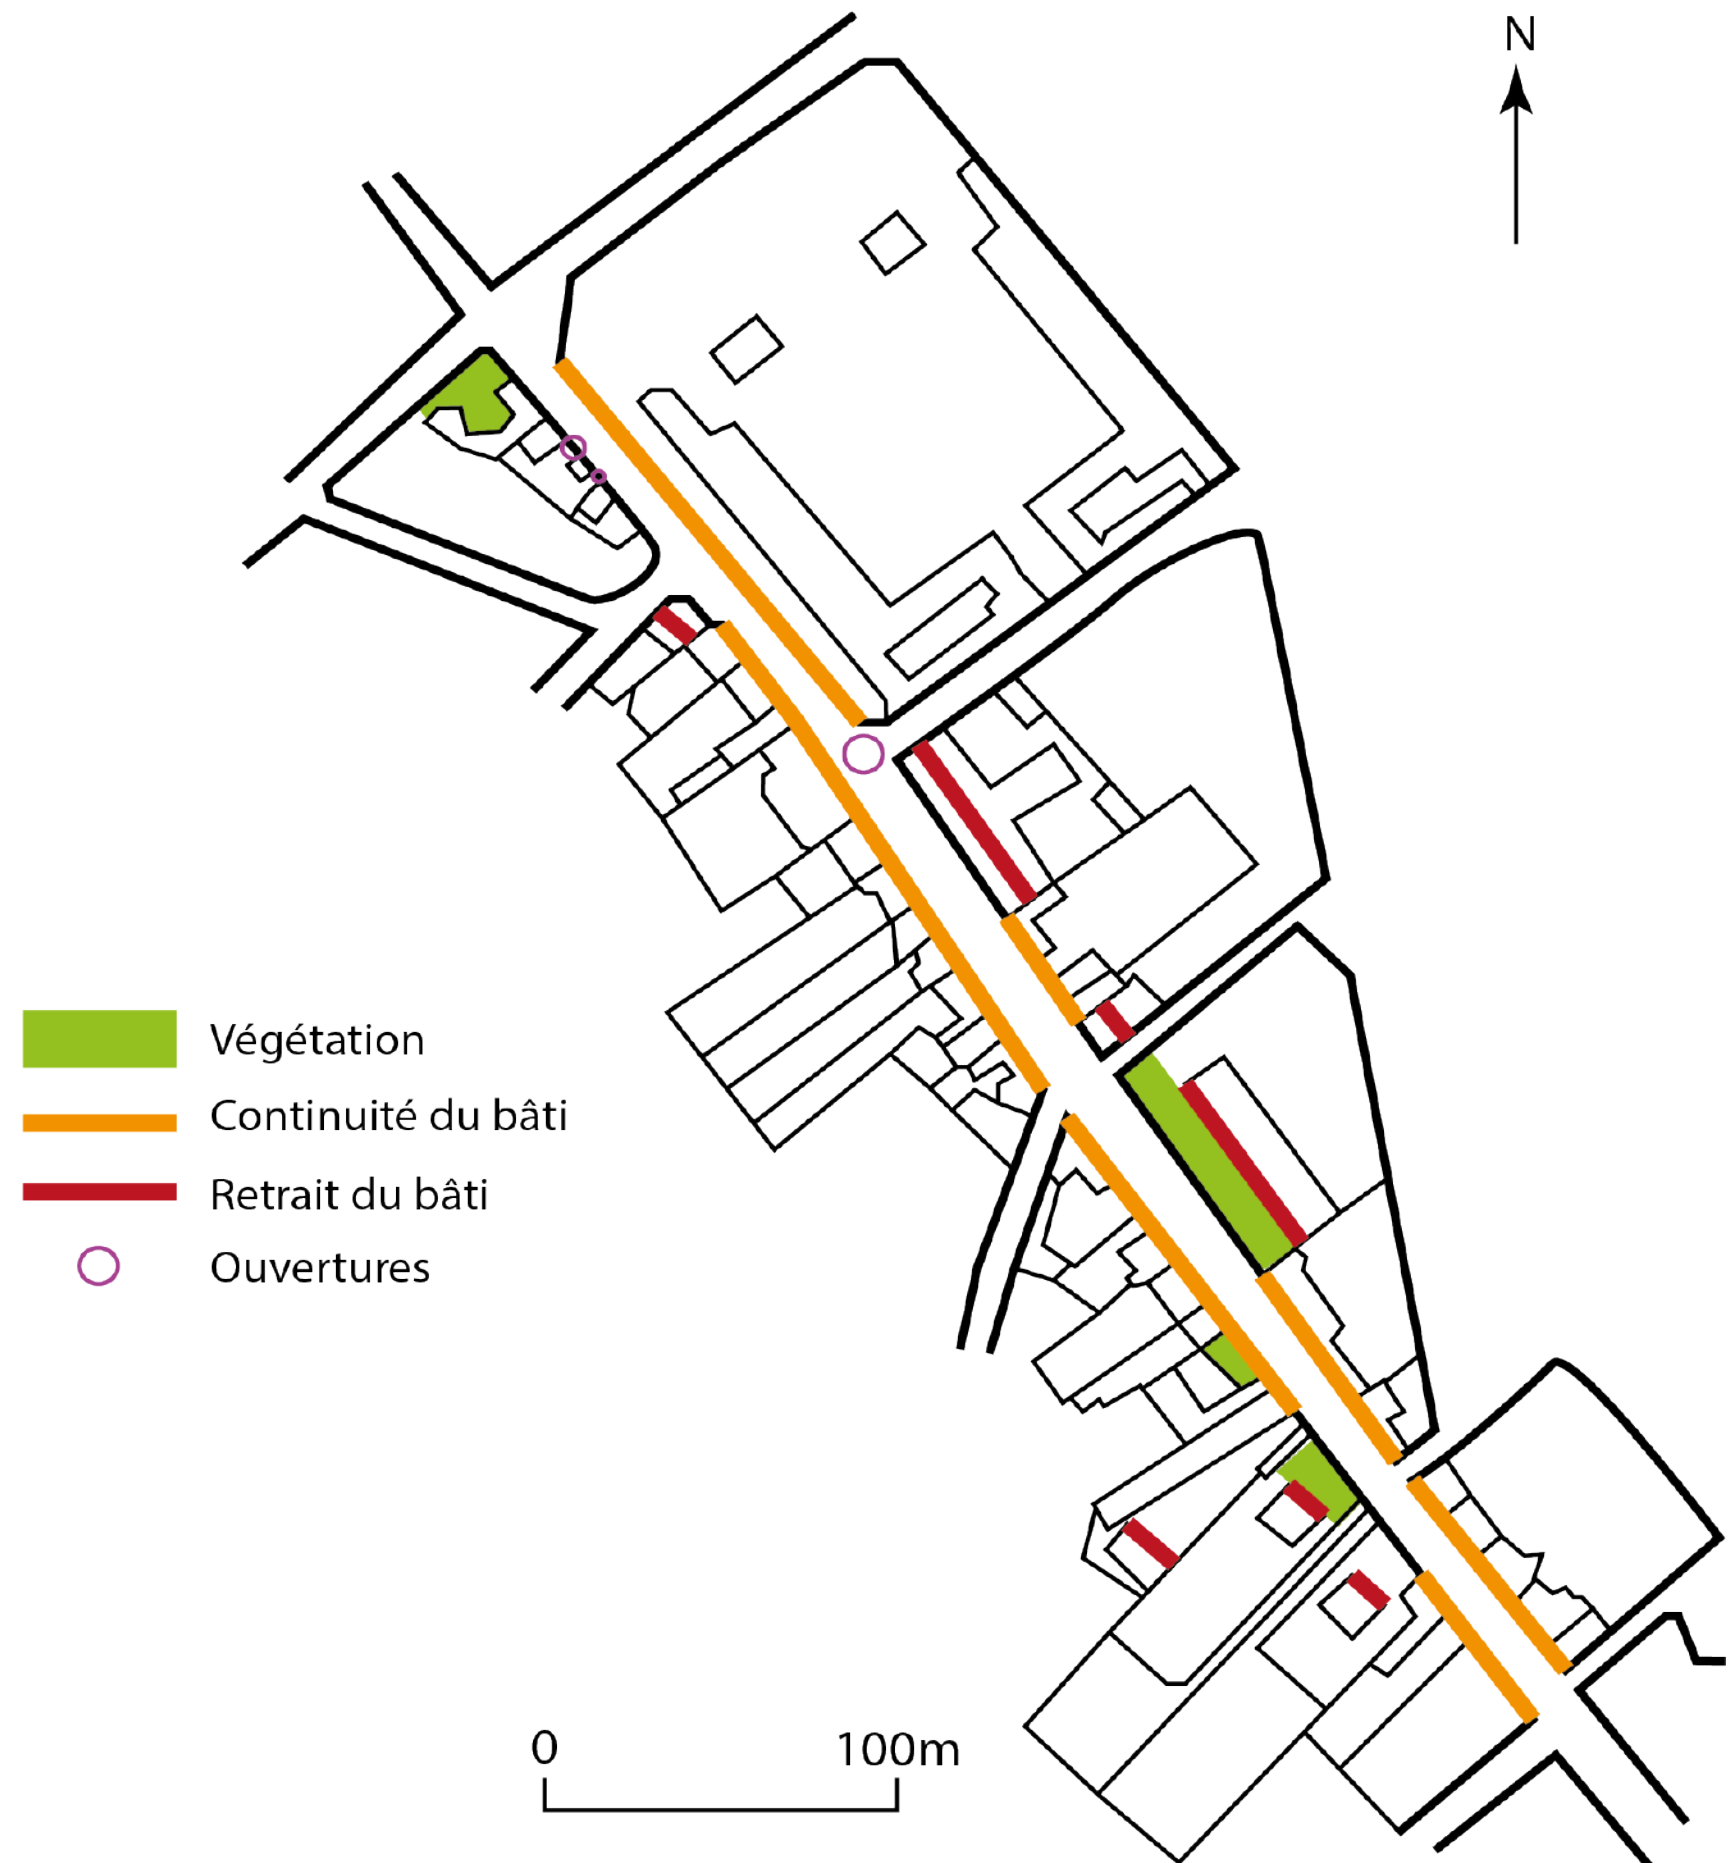 N
Végétation
Continuité du bâti
Retrait du bâti
Ouvertures
0 100m